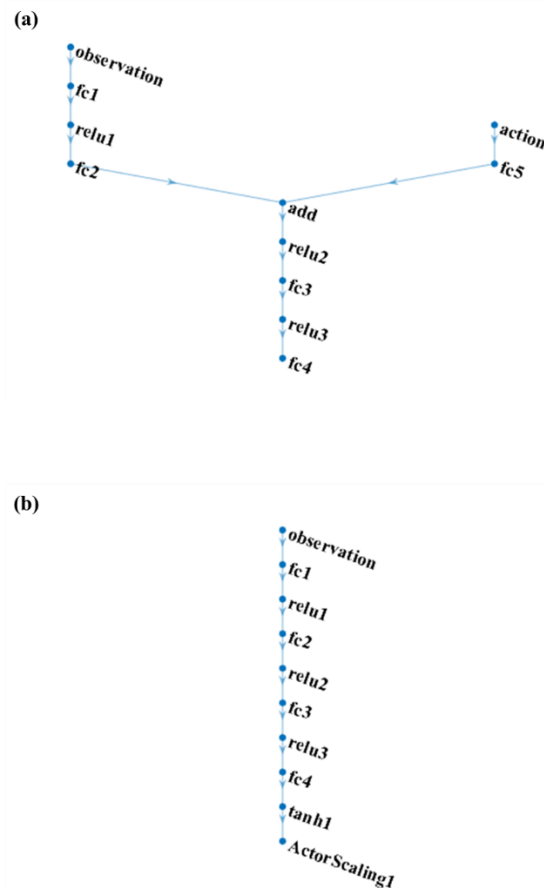 (a)
observation
fc1
relu1
fc2
action
fc5
add
relu2
fc3
relu3
fc4
(b)
observation
fc1
relu1
fc2
relu2
fc3
relu3
fc4
tanh1
ActorScaling1